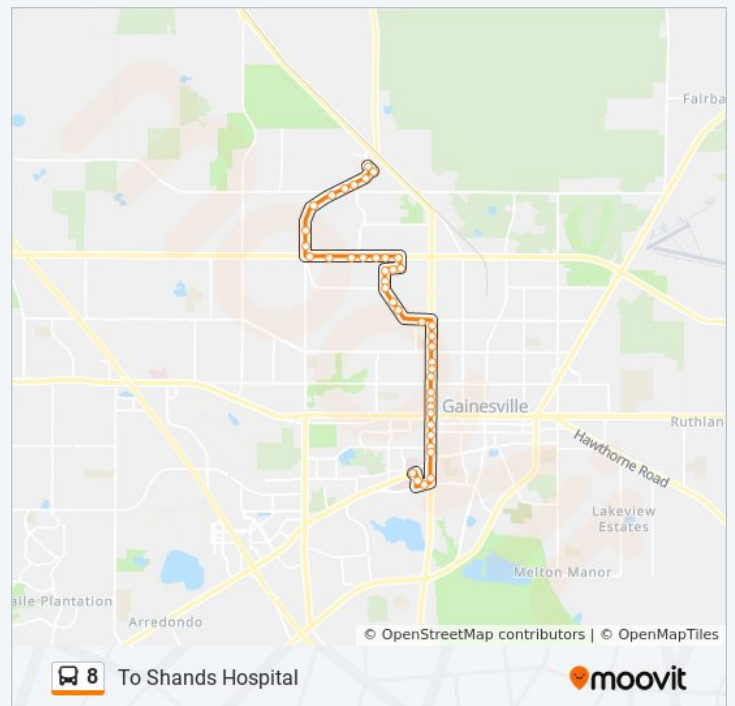 Fairba
Gainesville
Ruthlan
Hawthorne Road
Lakeview
Estates
Melton Manor
aile Plantation
Arredondo
© OpenStreetMap contributors | © OpenMapTiles
8 To Shands Hospital
moovit